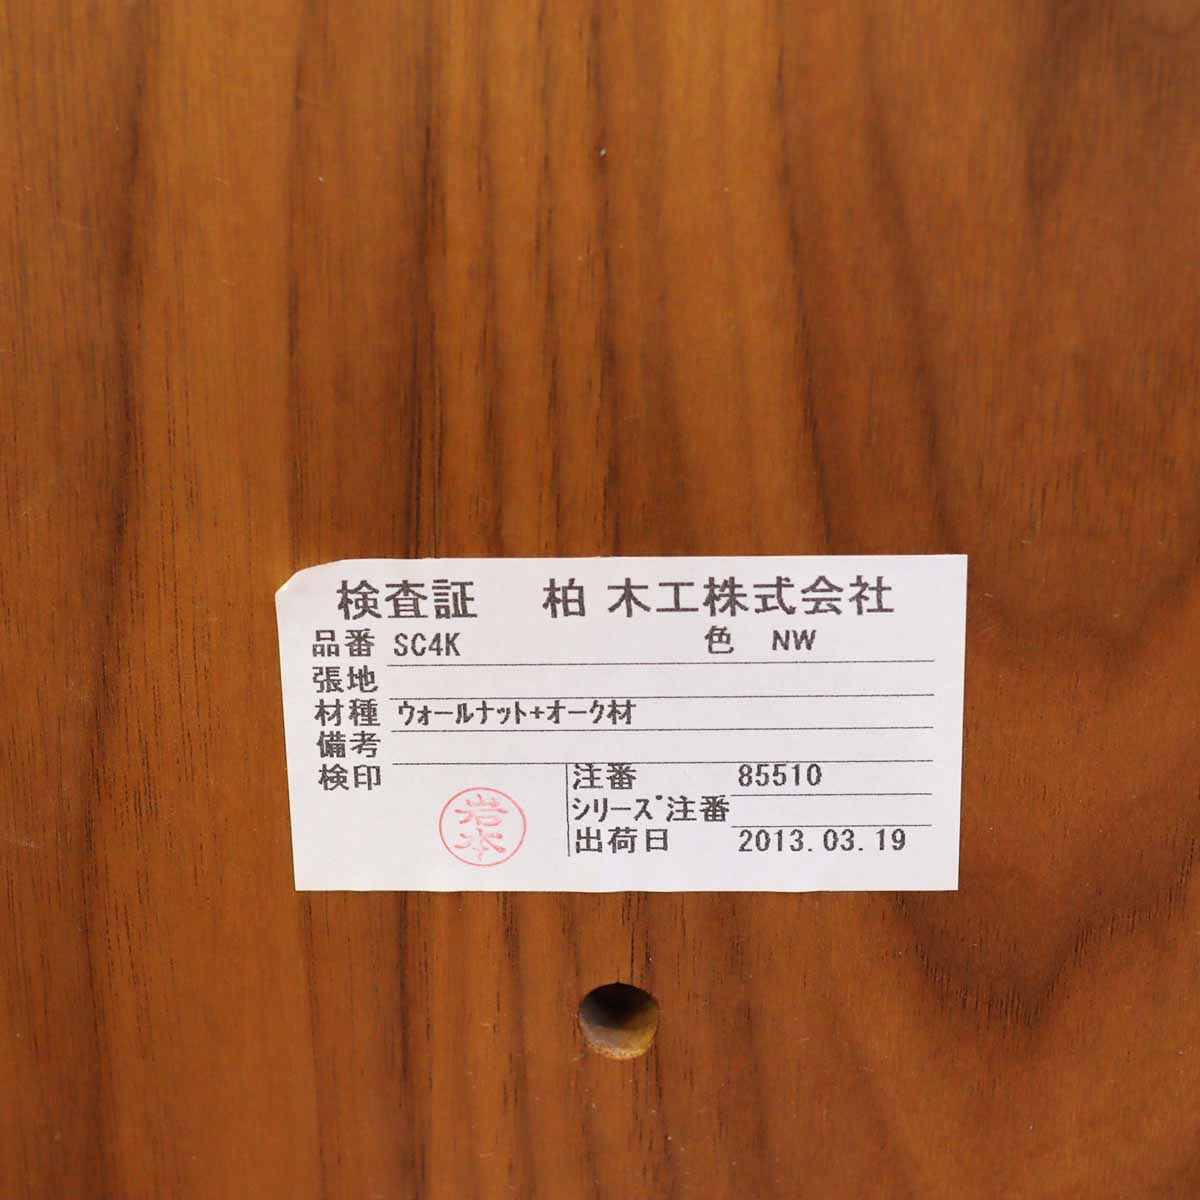 検査証　柏木工株式会社
品番 SC4K 色 NW
張地
材種 ウォールナット+オーク材
備考
検印 注番 85510
岩本
シリーズ注番
出荷日 2013.03.19